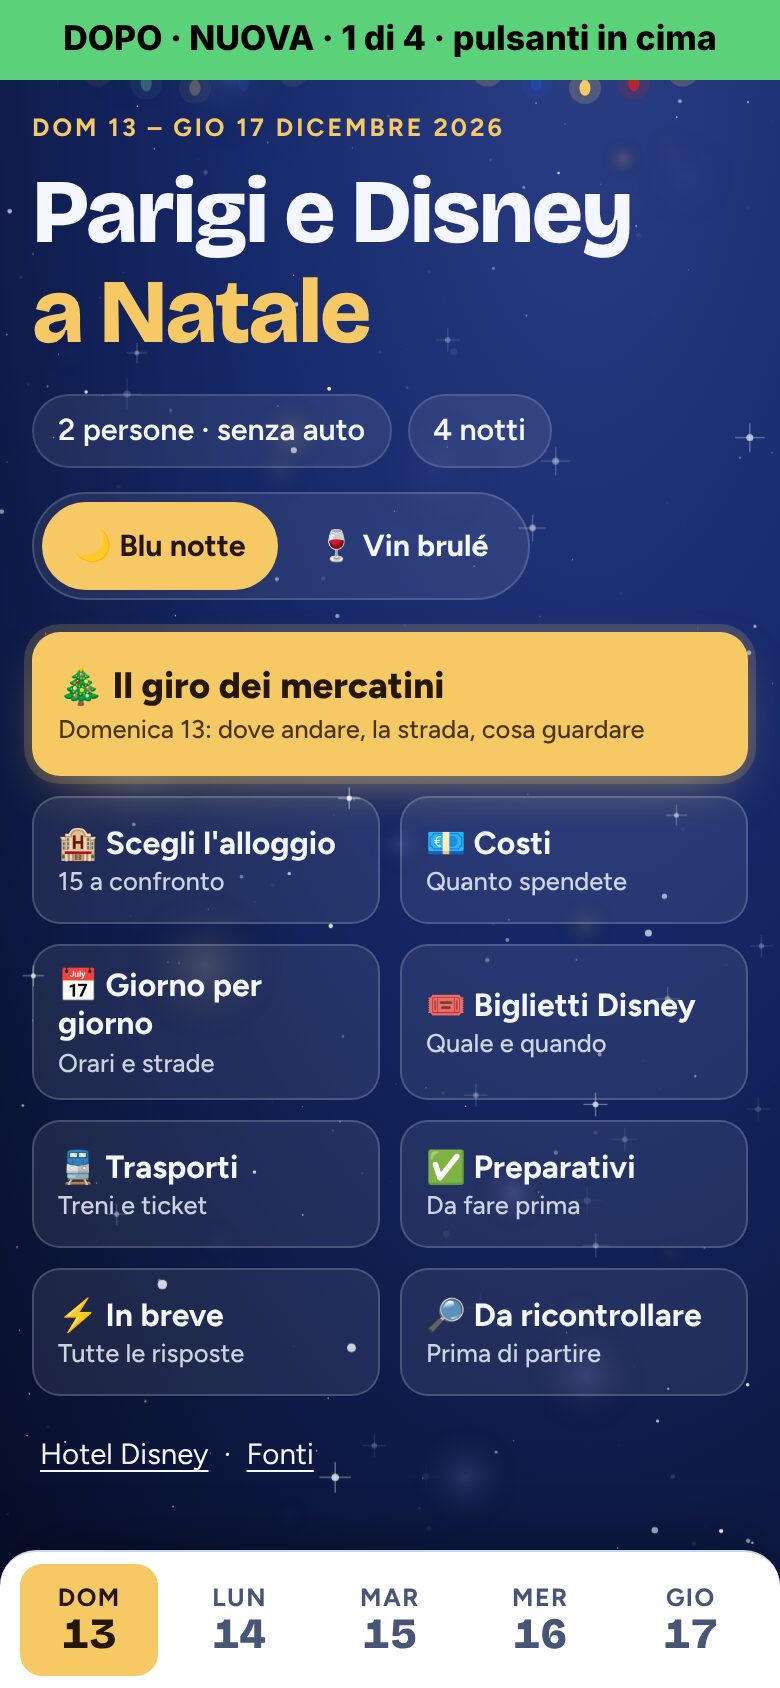 DOPO · NUOVA · 1 di 4 · pulsanti in cima
DOM 13 – GIO 17 DICEMBRE 2026
Parigi e Disney
a Natale
2 persone · senza auto
4 notti
🌙 Blu notte
🍷 Vin brulé
🎄 Il giro dei mercatini
Domenica 13: dove andare, la strada, cosa guardare
🏨 Scegli l'alloggio
15 a confronto
💶 Costi
Quanto spendete
📅 Giorno per
giorno
Orari e strade
🎟️ Biglietti Disney
Quale e quando
🚆 Trasporti
Treni e ticket
✅ Preparativi
Da fare prima
⚡ In breve
Tutte le risposte
🔎 Da ricontrollare
Prima di partire
Hotel Disney · Fonti
DOM
13
LUN
14
MAR
15
MER
16
GIO
17